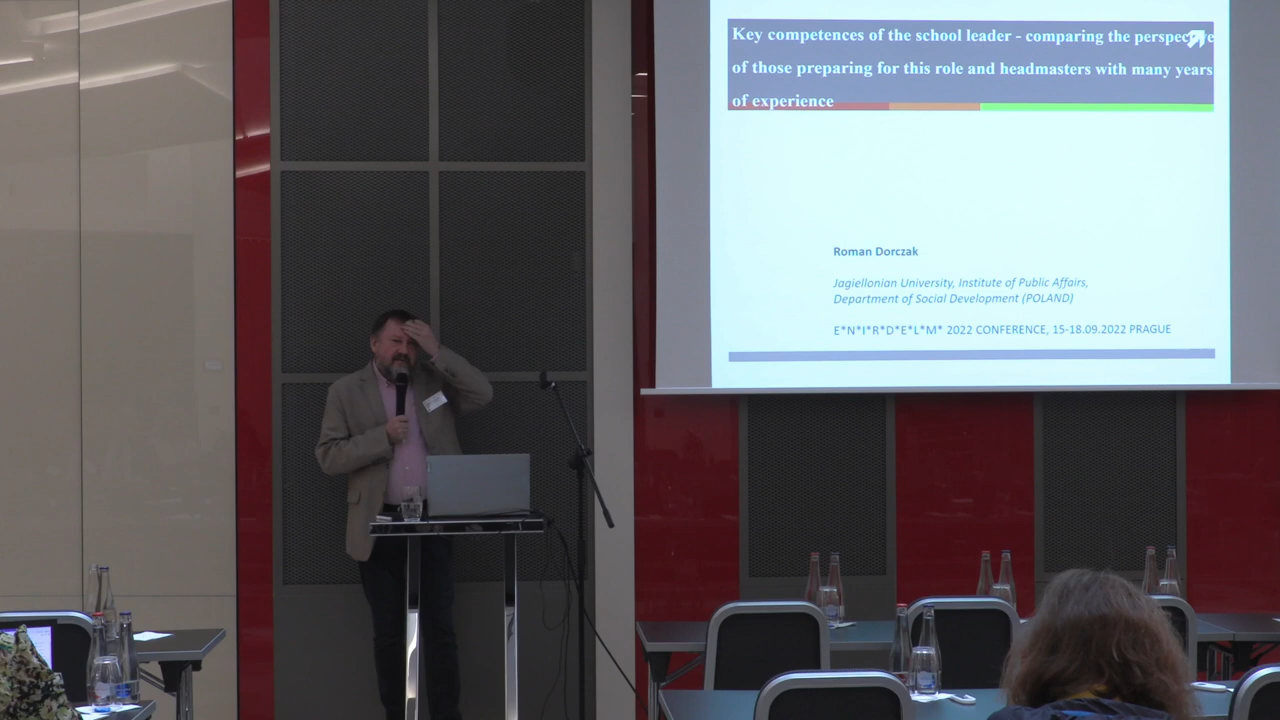 Key competences of the school leader - comparing the perspective
of those preparing for this role and headmasters with many years
of experience
Roman Dorczak
Jagiellonian University, Institute of Public Affairs,
Department of Social Development (POLAND)
E*N*I*R*D*E*L*M* 2022 CONFERENCE, 15-18.09.2022 PRAGUE